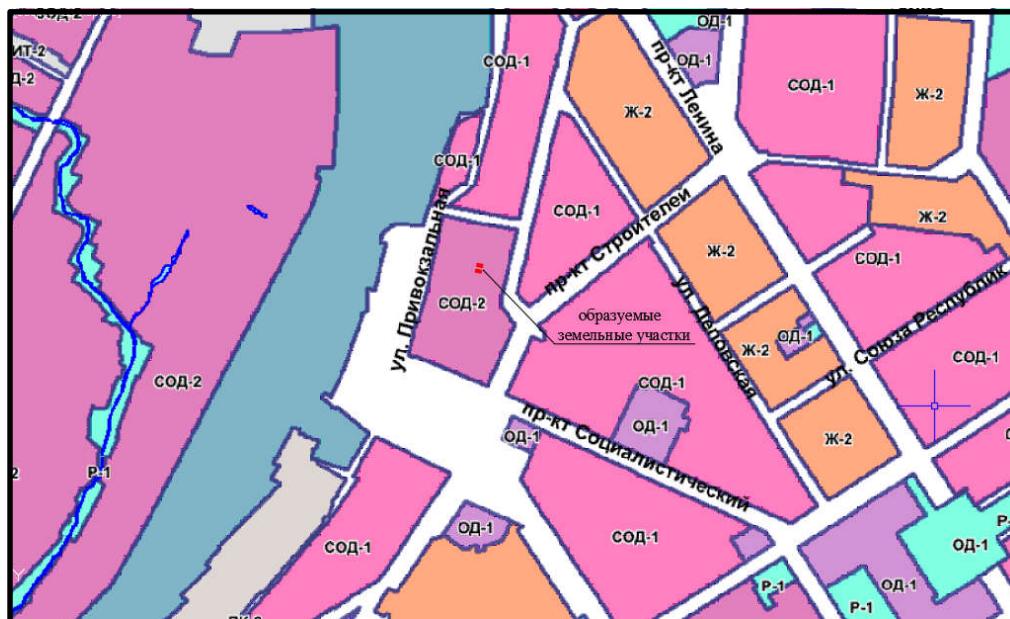 СОД-2
ОД-1
ИТ-2
Д-2
СОД-1
ОД-1
пр-кт Ленина
СОД-1
Ж-2
Ж-2
СОД-1
ул. Привокзальная
СОД-1
пр-кт Строителей
Ж-2
Ж-2
СОД-1
СОД-2
образуемые
земельные участки
ул. Деповская
Ж-2
ОД-1
ул. Союза Республик
СОД-1
СОД-2
СОД-1
пр-кт Социалистический
ОД-1
ОД-1
Ж-2
Р-1
ОД-1
СОД-1
СОД-1
ОД-1
Р-1
Р-1
ОД-1